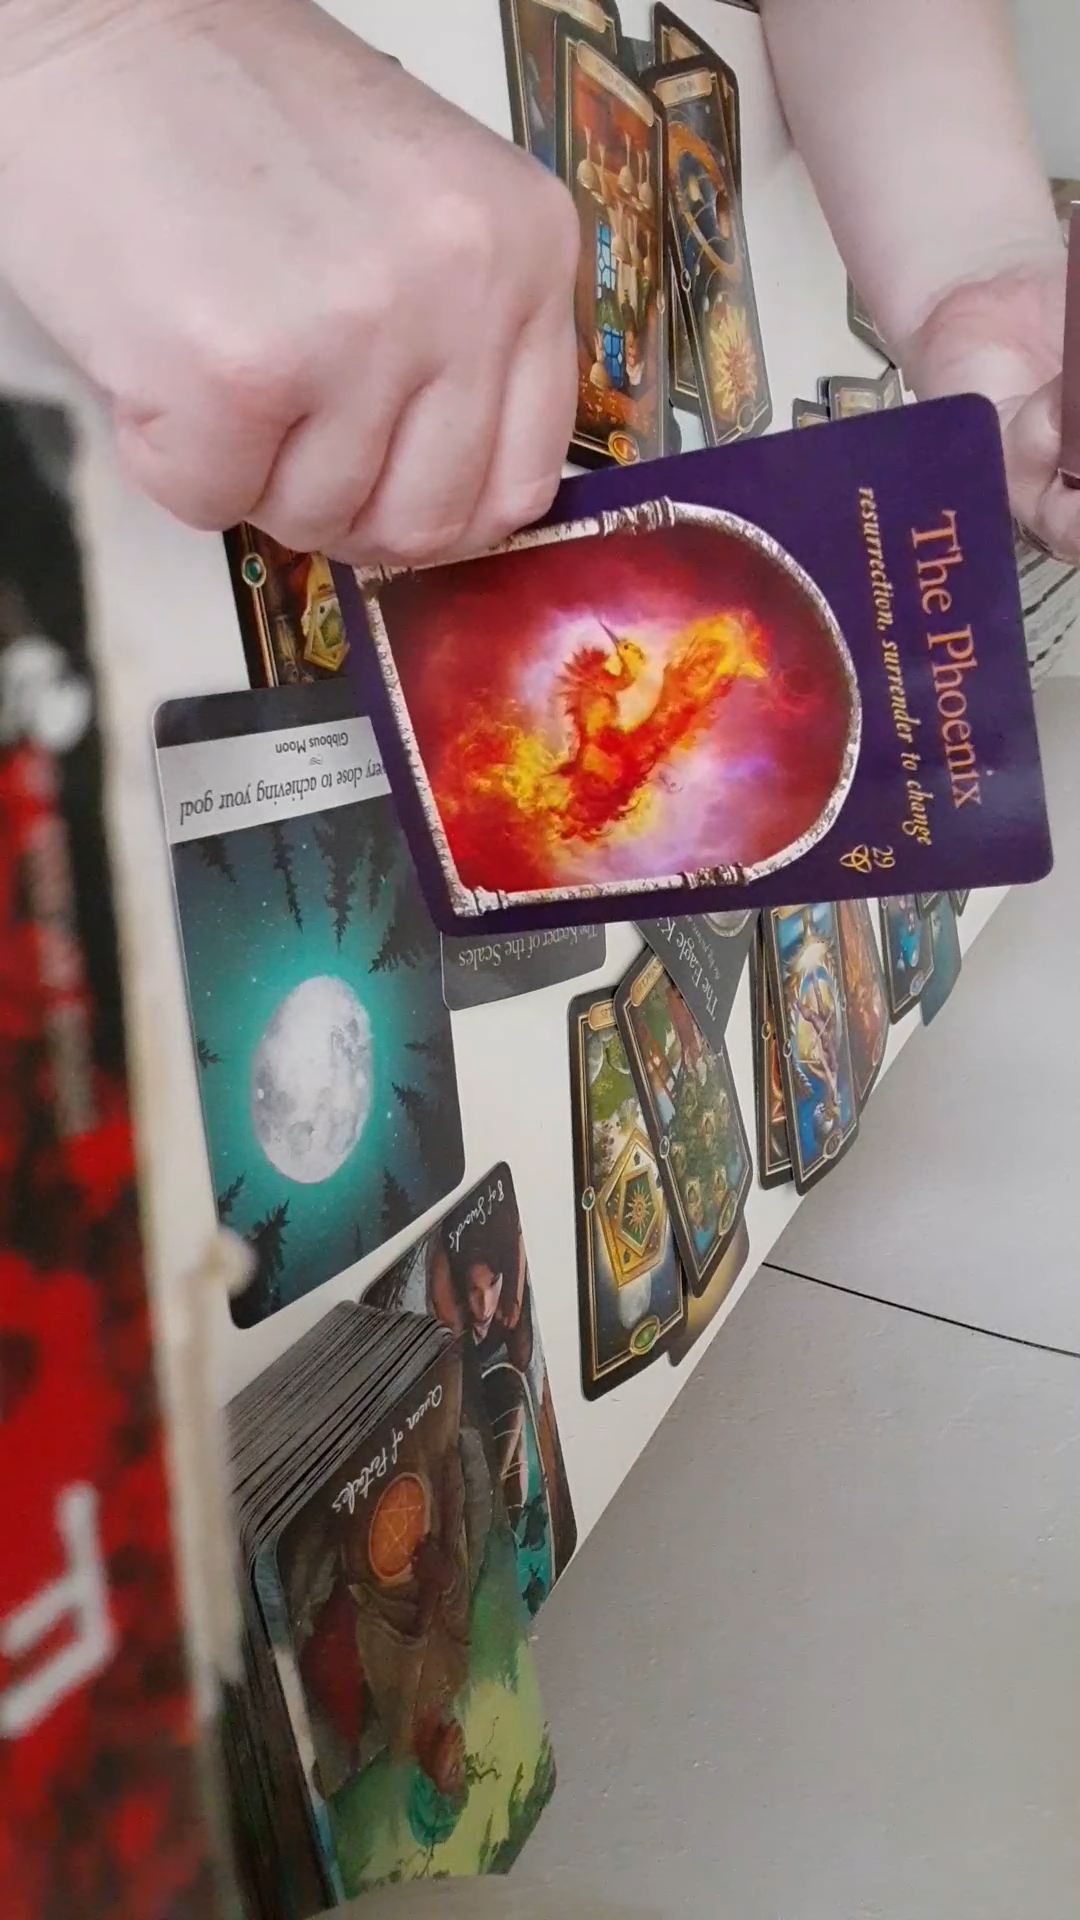 The Phoenix
resurrection, surrender to change
29
Gibbous Moon
very close to achieving your goal
The Keeper of the Scales
The Eagle
8 of Swords
Queen of Pentacles